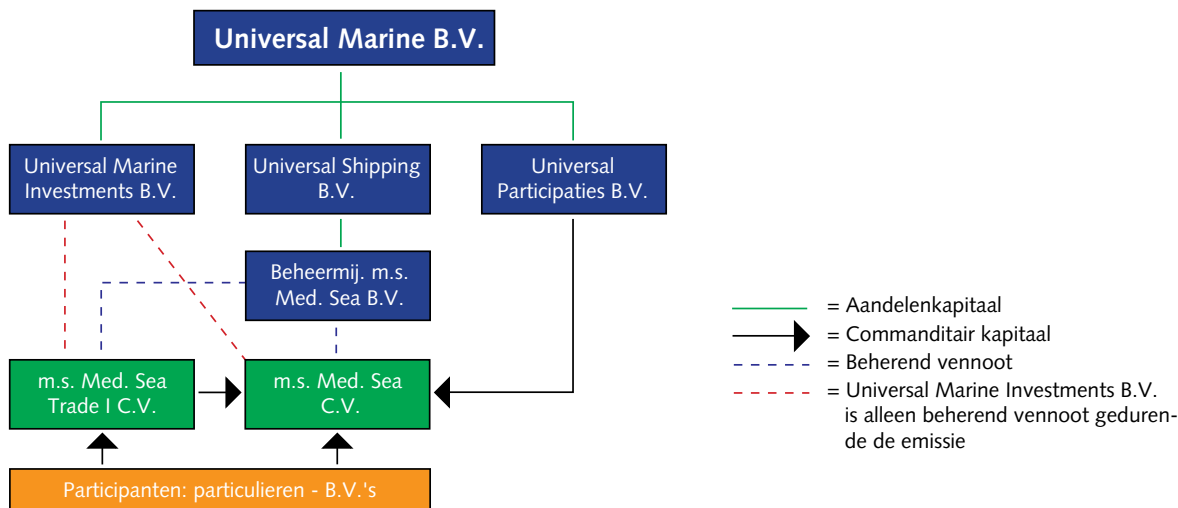 Universal Marine B.V.
Universal Marine
Investments B.V.
Universal Shipping
B.V.
Universal
Participaties B.V.
Beheermij. m.s.
Med. Sea B.V.
m.s. Med. Sea
Trade I C.V.
m.s. Med. Sea
C.V.
Participanten: particulieren - B.V.'s
= Aandelenkapitaal
= Commanditair kapitaal
= Beherend vennoot
= Universal Marine Investments B.V.
is alleen beherend vennoot geduren-
de de emissie